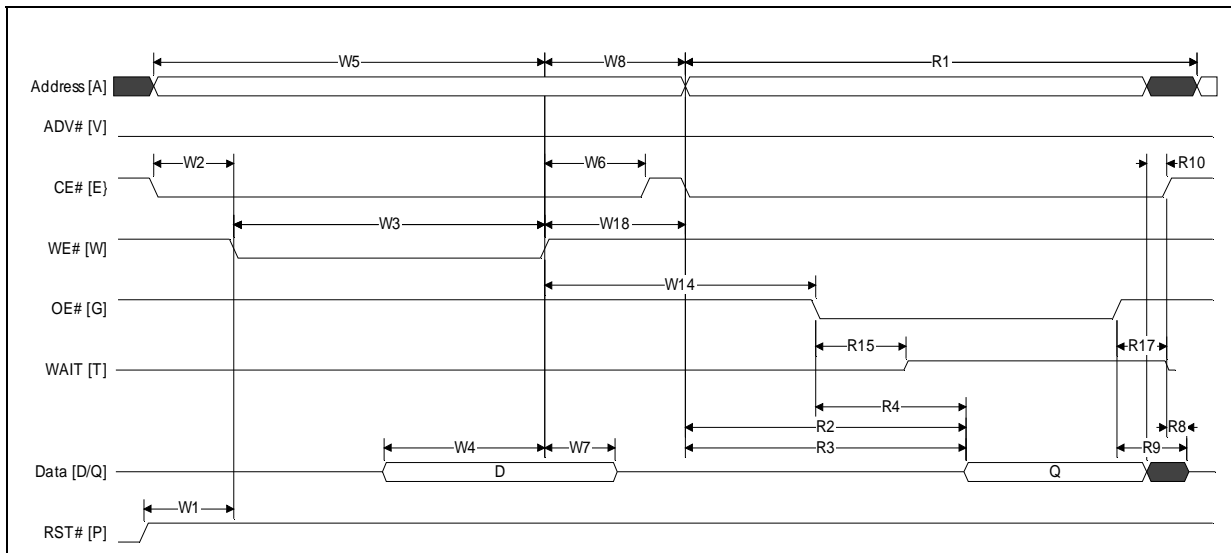 W5 W8 R1
Address [A]
ADV# [V]
W2 W6 R10
CE# [E}
W3 W18
WE# [W]
W14
OE# [G]
R15 R17
WAIT [T]
R4
R2 R8
W4 W7 R3 R9
Data [D/Q] D Q
W1
RST# [P]